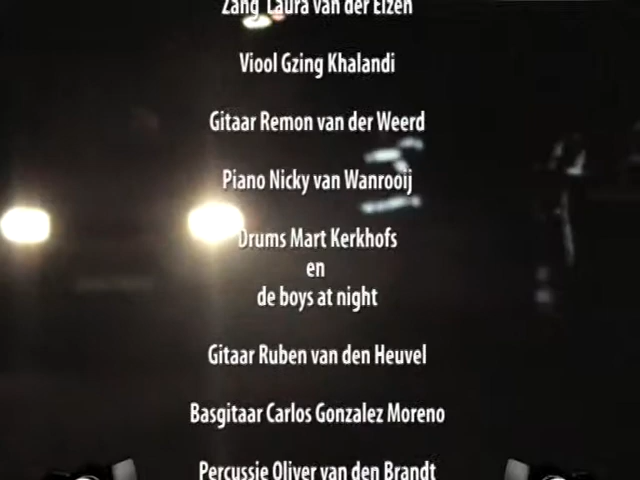 Zang Laura van der Elzen
Viool Gzing Khalandi
Gitaar Remon van der Weerd
Piano Nicky van Wanrooij
Drums Mart Kerkhofs
en
de boys at night
Gitaar Ruben van den Heuvel
Basgitaar Carlos Gonzalez Moreno
Percussie Oliver van den Brandt